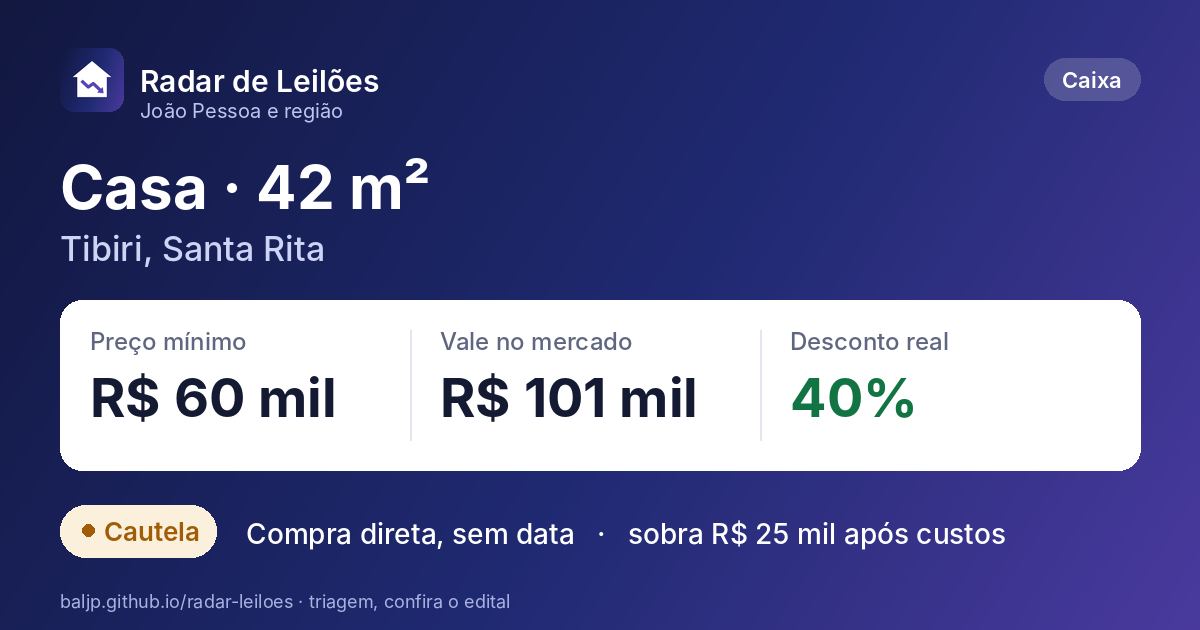 Radar de Leilões
João Pessoa e região
Caixa
Casa · 42 m²
Tibiri, Santa Rita
Preço mínimo
R$ 60 mil
Vale no mercado
R$ 101 mil
Desconto real
40%
Cautela
Compra direta, sem data · sobra R$ 25 mil após custos
baljp.github.io/radar-leiloes · triagem, confira o edital